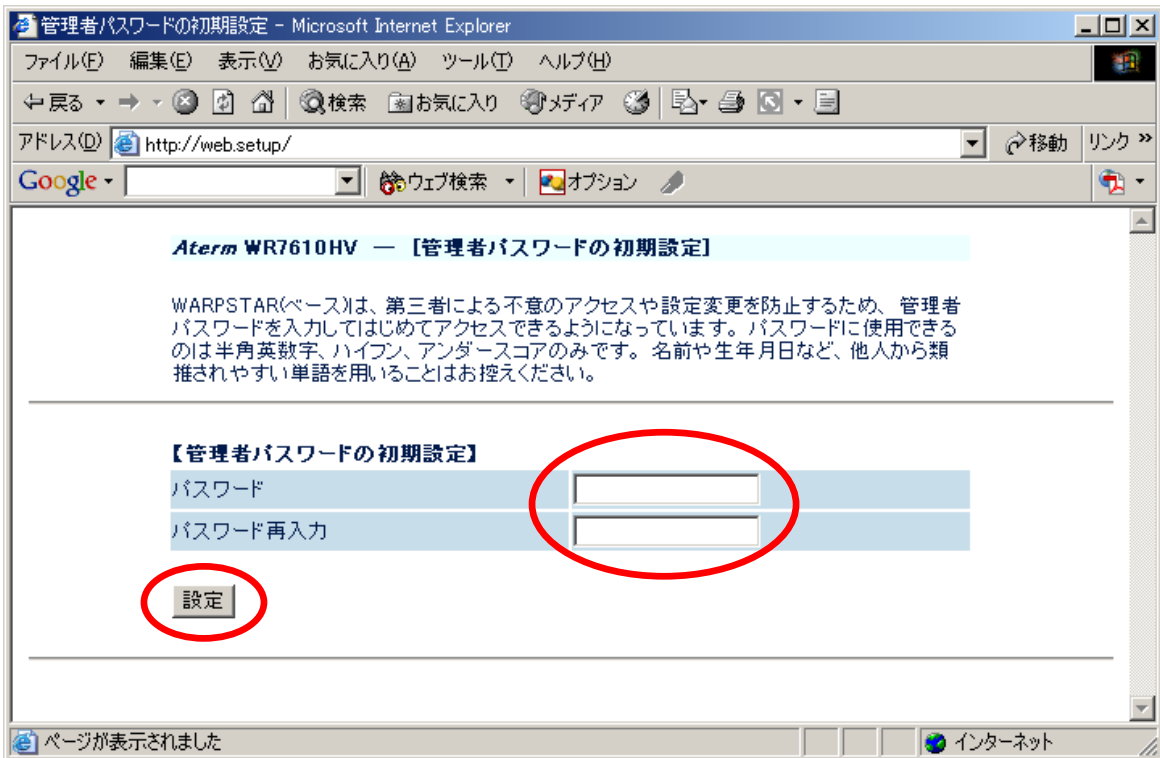 管理者パスワードの初期設定 - Microsoft Internet Explorer
ファイル(F) 編集(E) 表示(V) お気に入り(A) ツール(T) ヘルプ(H)
戻る 検索 お気に入り メディア
アドレス(D) http://web.setup/ 移動 リンク »
Google ウェブ検索 オプション
Aterm WR7610HV ― [管理者パスワードの初期設定]
WARPSTAR(ベース)は、第三者による不意のアクセスや設定変更を防止するため、管理者
パスワードを入力してはじめてアクセスできるようになっています。パスワードに使用できる
のは半角英数字、ハイフン、アンダースコアのみです。名前や生年月日など、他人から類
推されやすい単語を用いることはお控えください。
【管理者パスワードの初期設定】
パスワード
パスワード再入力
設定
ページが表示されました インターネット